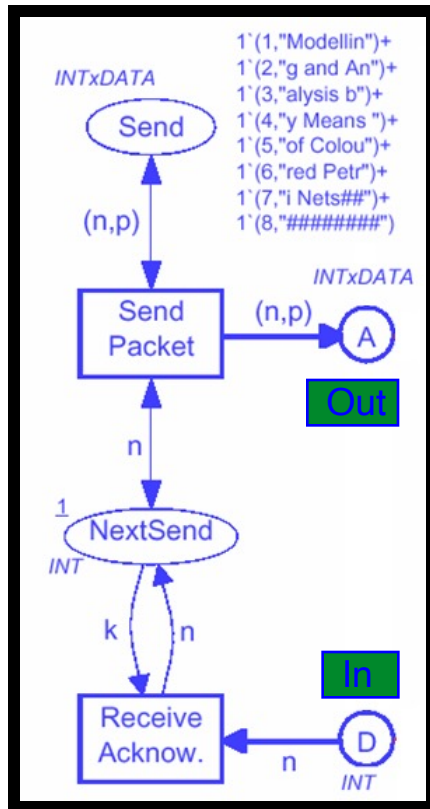 1`(1,"Modellin")+
1`(2,"g and An")+
1`(3,"alysis b")+
1`(4,"y Means ")+
1`(5,"of Colou")+
1`(6,"red Petr")+
1`(7,"i Nets##")+
1`(8,"########")
INTxDATA
Send
(n,p)
INTxDATA
Send
Packet
(n,p)
A
Out
n
1
NextSend
INT
k
n
In
Receive
Acknow.
n
D
INT